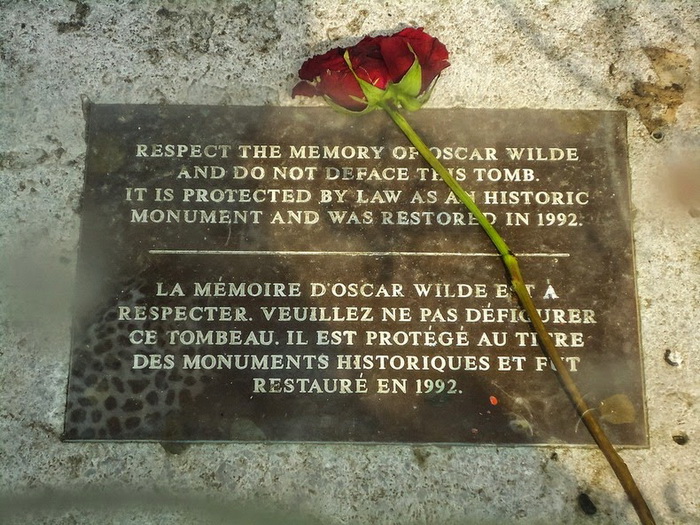 RESPECT THE MEMORY OF OSCAR WILDE
AND DO NOT DEFACE THIS TOMB.
IT IS PROTECTED BY LAW AS AN HISTORIC
MONUMENT AND WAS RESTORED IN 1992.
LA MÉMOIRE D'OSCAR WILDE EST À
RESPECTER. VEUILLEZ NE PAS DÉFIGURER
CE TOMBEAU. IL EST PROTÉGÉ AU TITRE
DES MONUMENTS HISTORIQUES ET FUT
RESTAURÉ EN 1992.